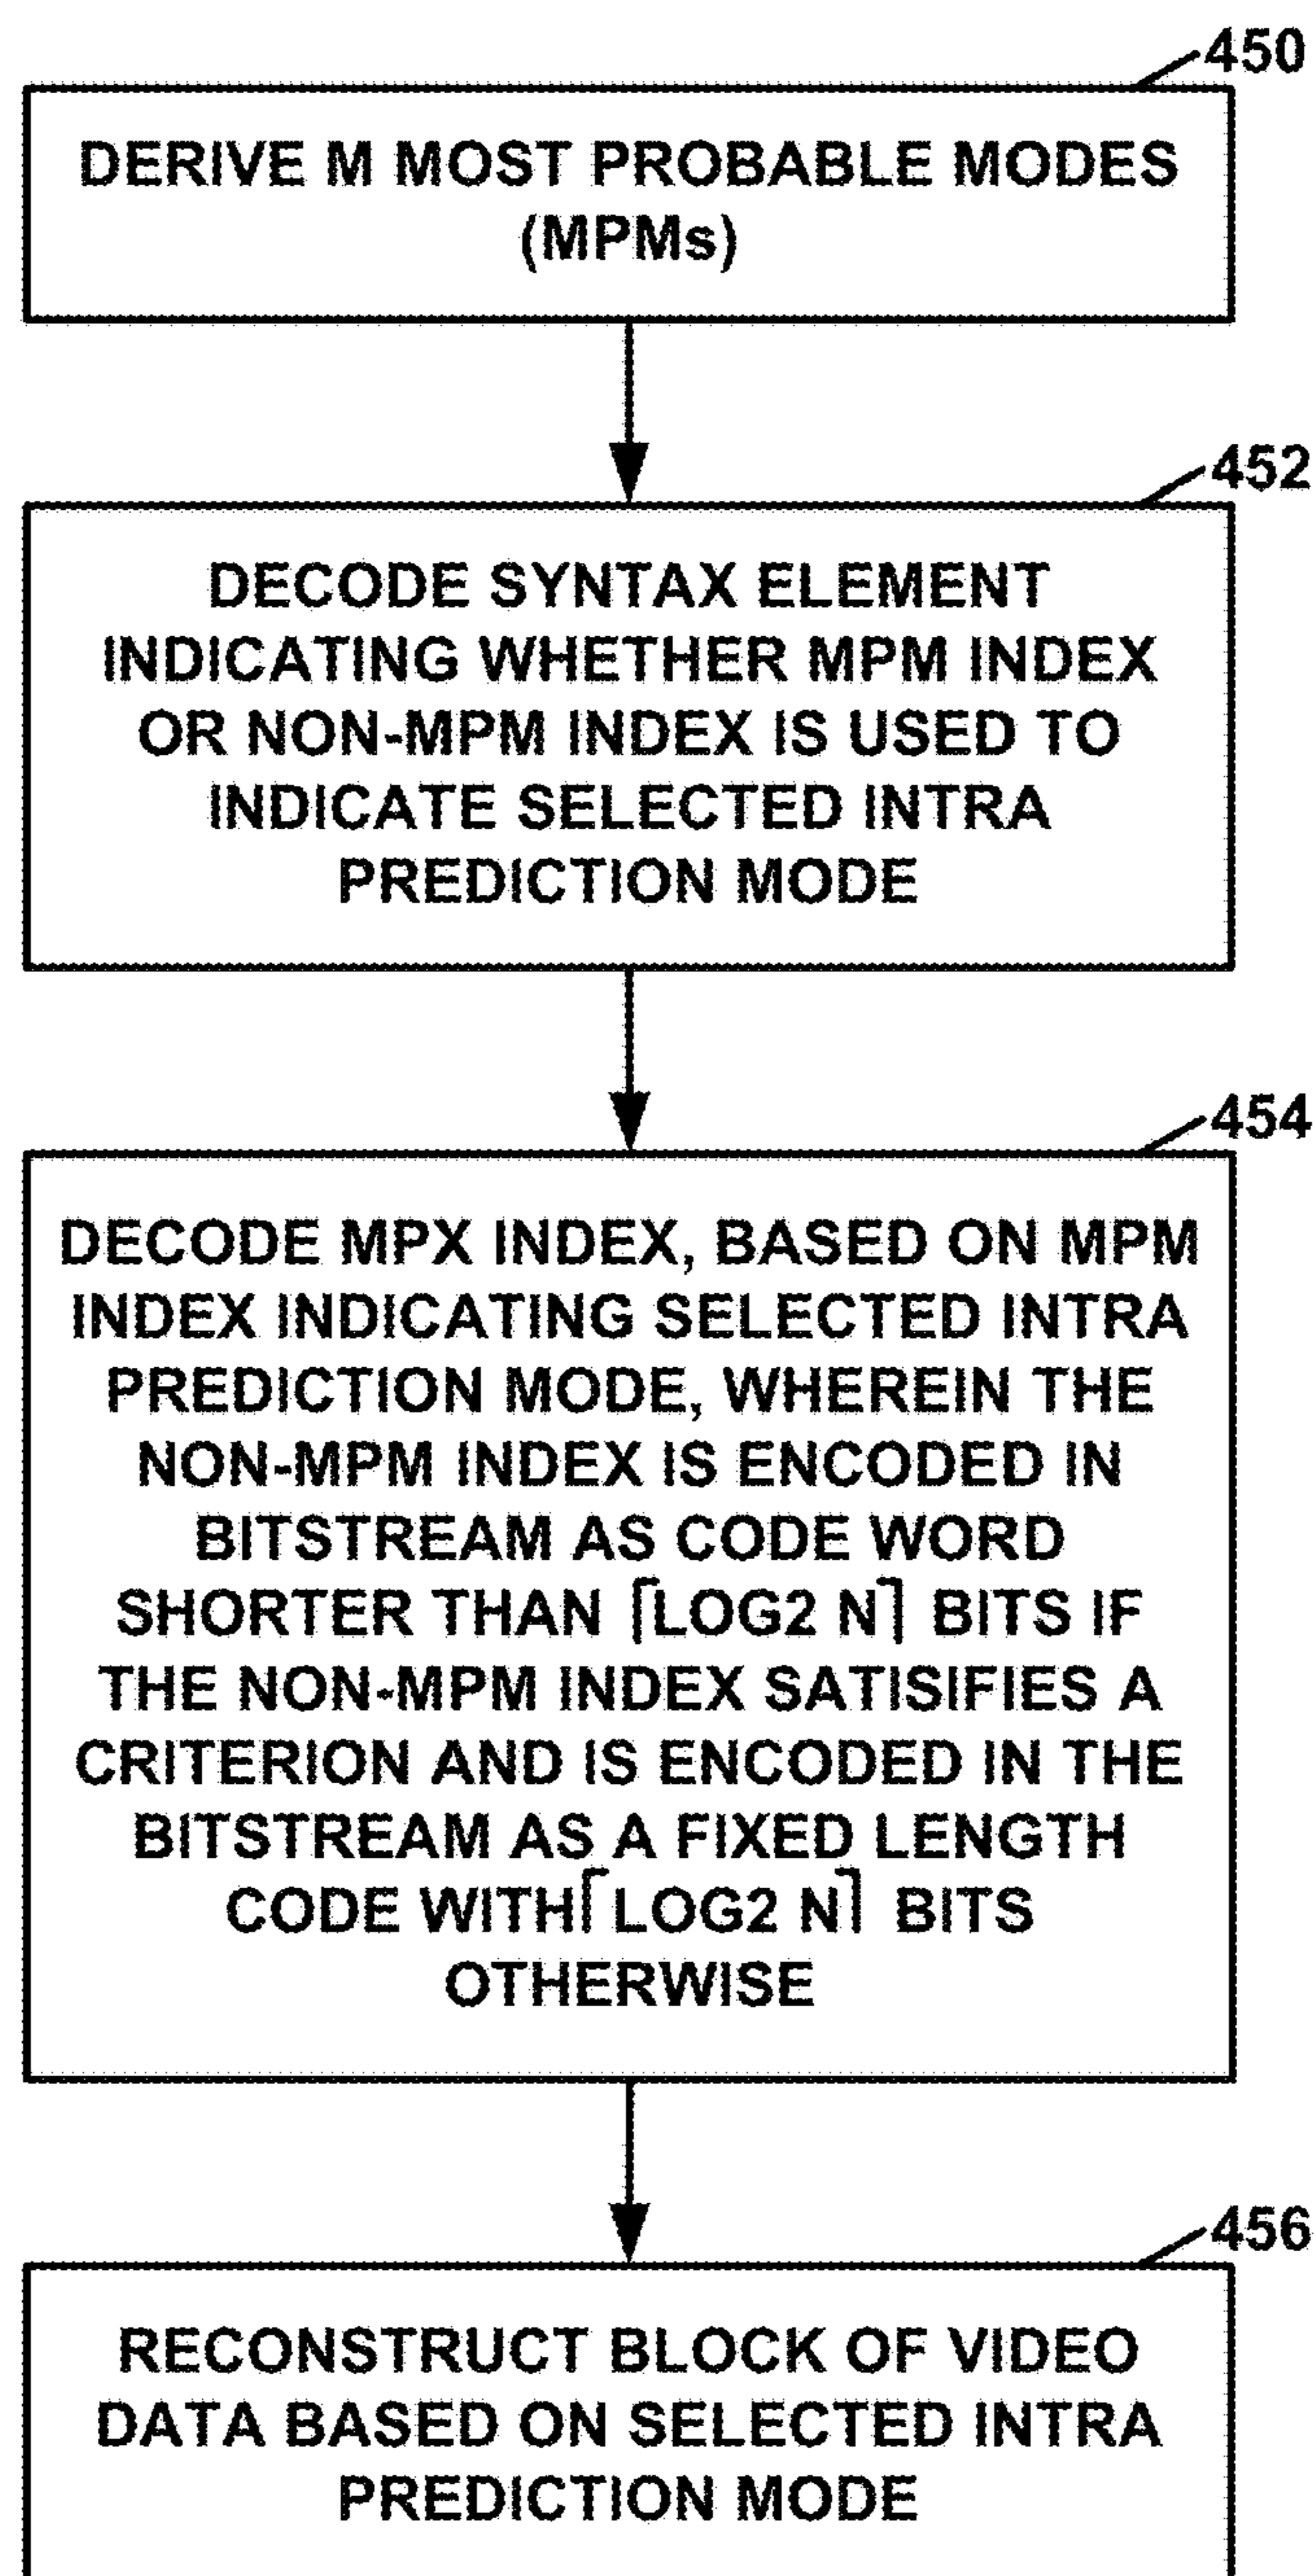 450
DERIVE M MOST PROBABLE MODES
(MPMs)
452
DECODE SYNTAX ELEMENT
INDICATING WHETHER MPM INDEX
OR NON-MPM INDEX IS USED TO
INDICATE SELECTED INTRA
PREDICTION MODE
454
DECODE MPX INDEX, BASED ON MPM
INDEX INDICATING SELECTED INTRA
PREDICTION MODE, WHEREIN THE
NON-MPM INDEX IS ENCODED IN
BITSTREAM AS CODE WORD
SHORTER THAN ⌈LOG2 N⌉ BITS IF
THE NON-MPM INDEX SATISIFIES A
CRITERION AND IS ENCODED IN THE
BITSTREAM AS A FIXED LENGTH
CODE WITH⌈LOG2 N⌉ BITS
OTHERWISE
456
RECONSTRUCT BLOCK OF VIDEO
DATA BASED ON SELECTED INTRA
PREDICTION MODE